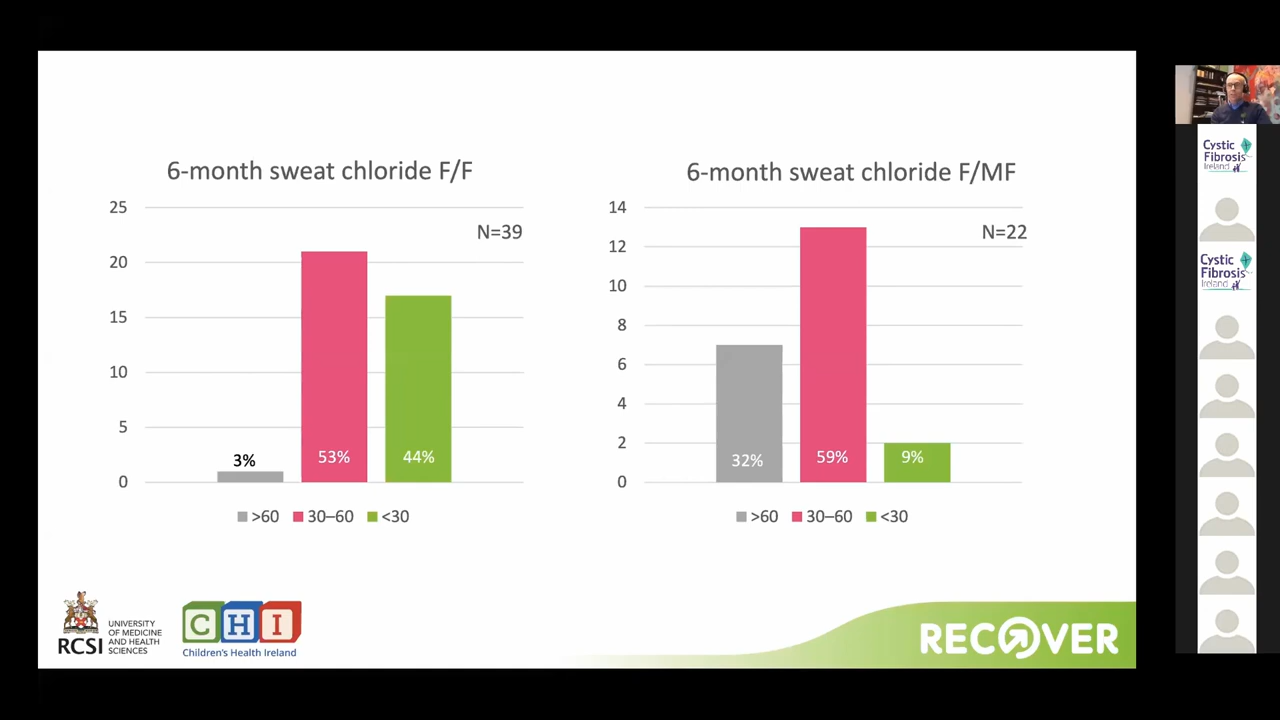 6-month sweat chloride F/F
25
20
15
10
5
0
N=39
3%
53%
44%
>60
30–60
<30
6-month sweat chloride F/MF
14
12
10
8
6
4
2
0
N=22
32%
59%
9%
>60
30–60
<30
RCSI
UNIVERSITY
OF MEDICINE
AND HEALTH
SCIENCES
CHI
Children's Health Ireland
RECOVER
Cystic
Fibrosis
Ireland
Cystic
Fibrosis
Ireland